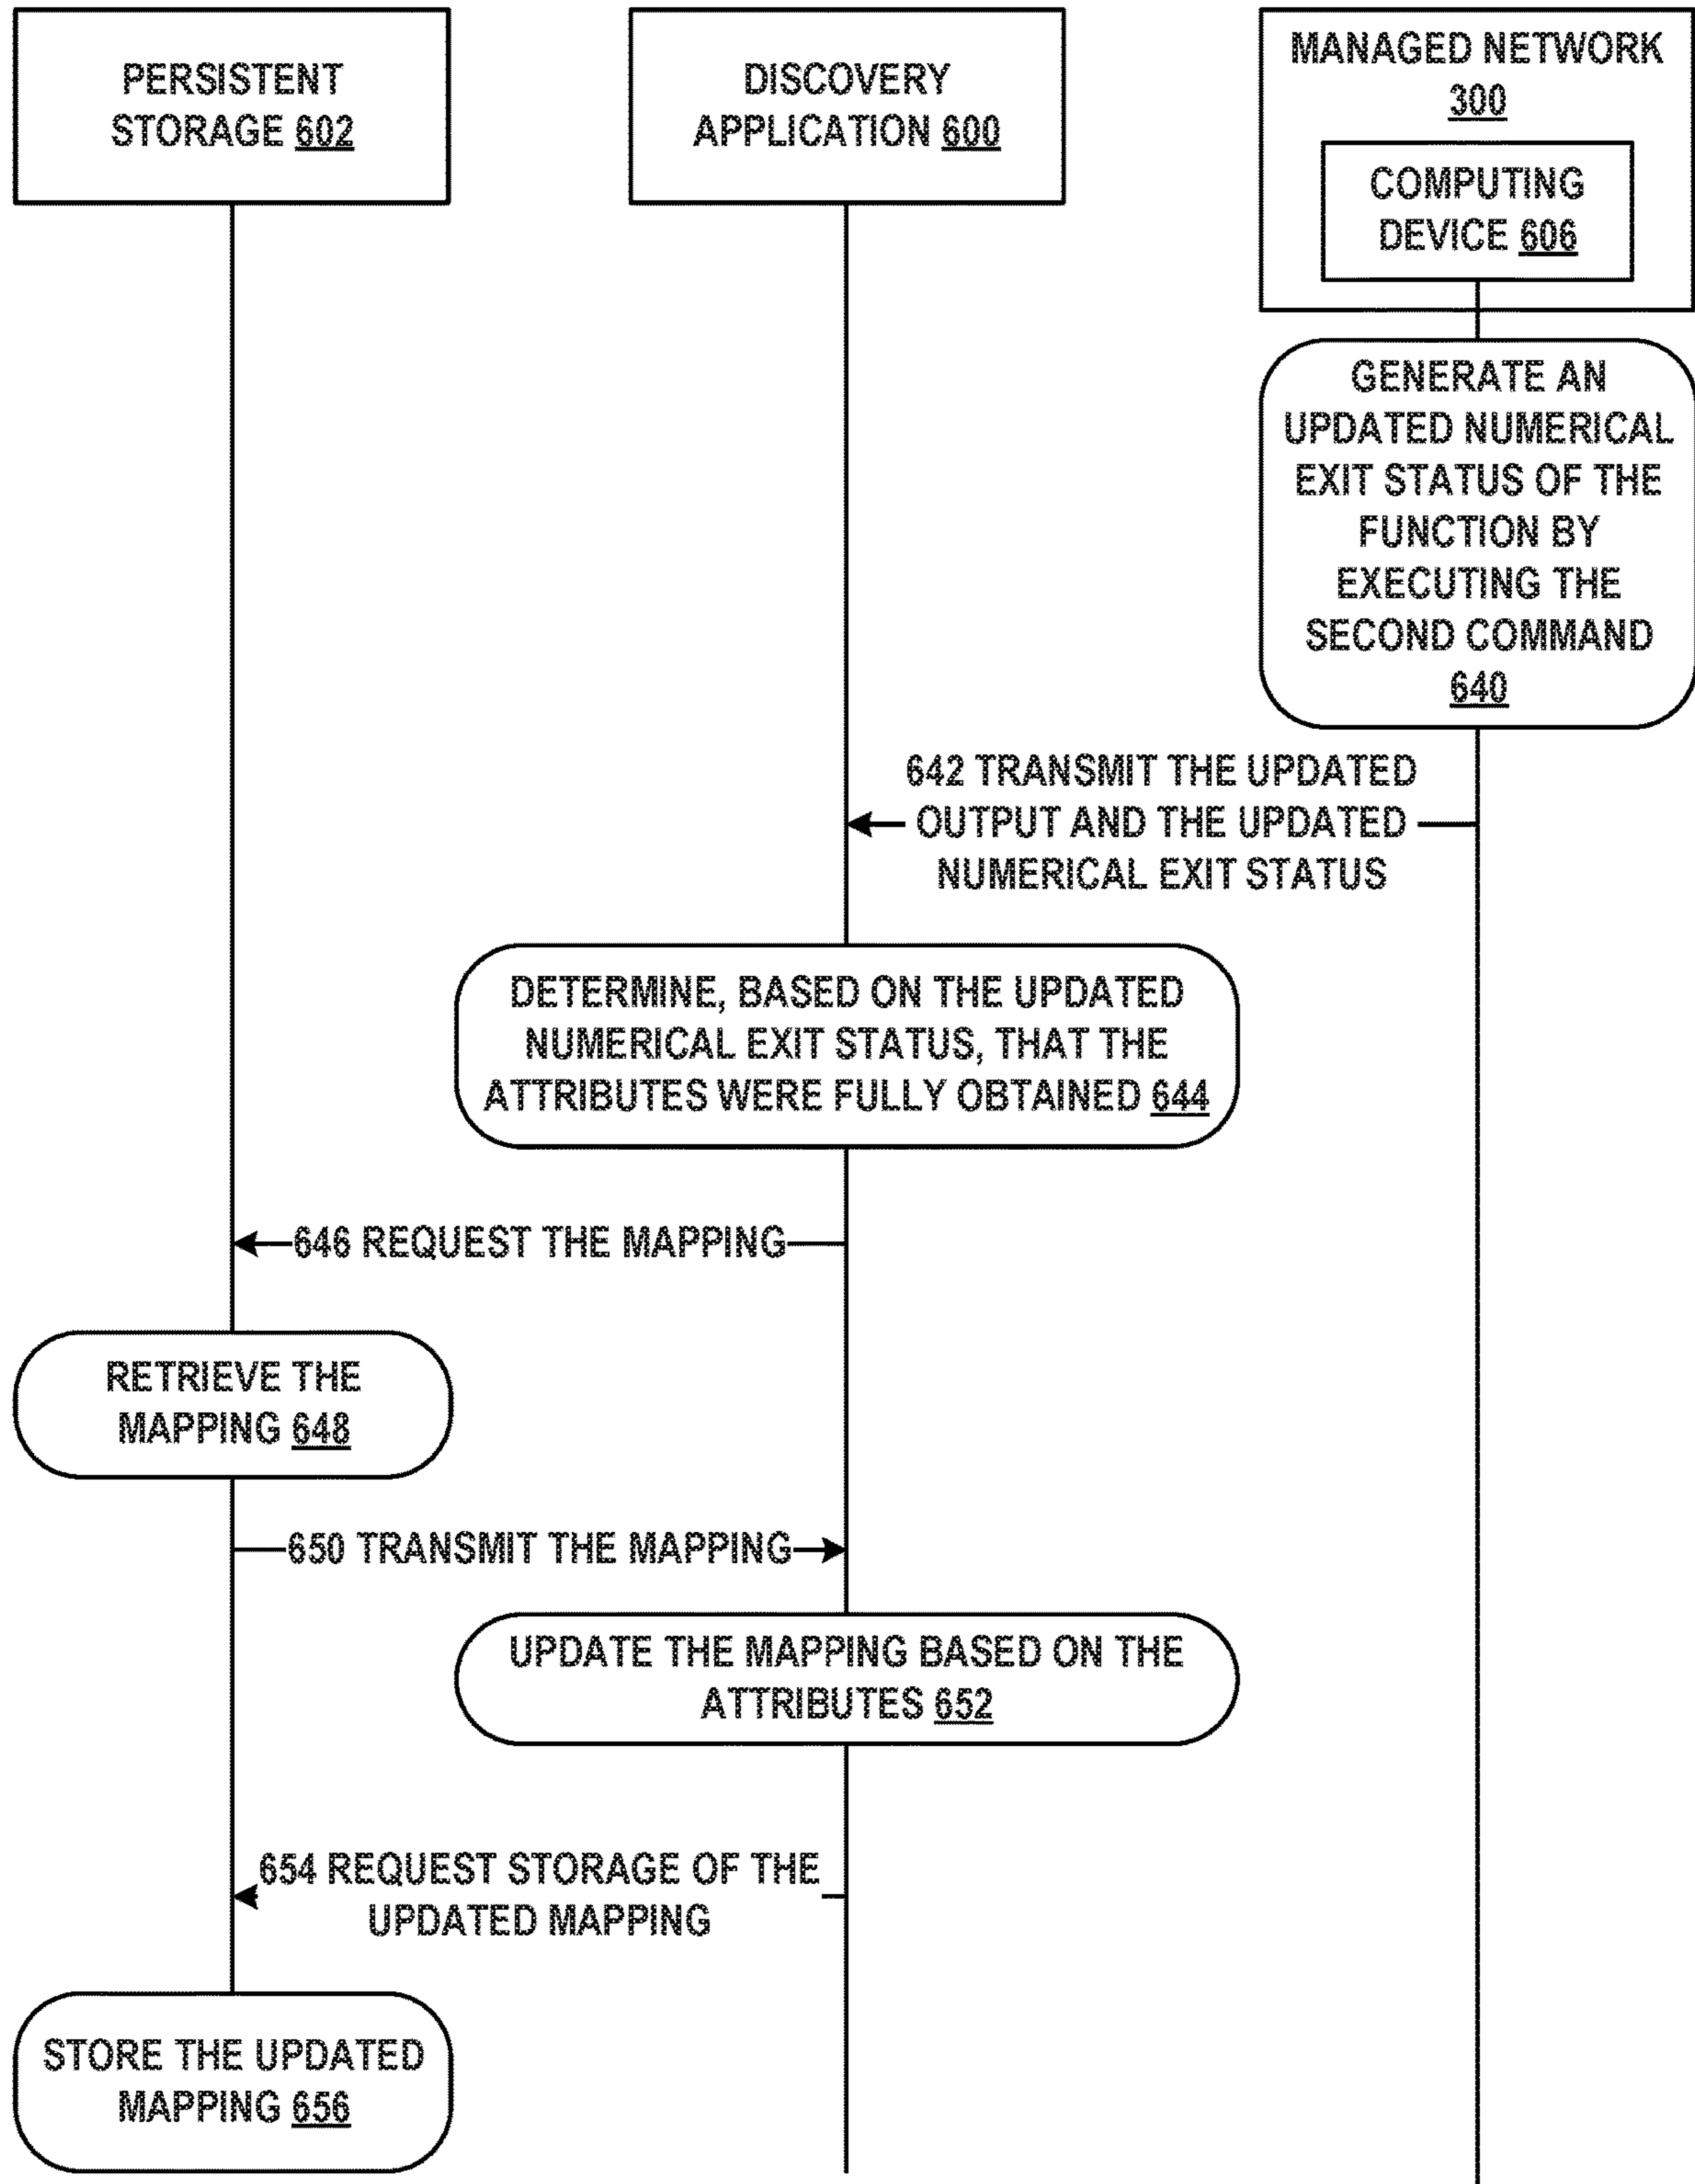 PERSISTENT
STORAGE 602
DISCOVERY
APPLICATION 600
MANAGED NETWORK
300
COMPUTING
DEVICE 606
GENERATE AN
UPDATED NUMERICAL
EXIT STATUS OF THE
FUNCTION BY
EXECUTING THE
SECOND COMMAND
640
642 TRANSMIT THE UPDATED
OUTPUT AND THE UPDATED
NUMERICAL EXIT STATUS
DETERMINE, BASED ON THE UPDATED
NUMERICAL EXIT STATUS, THAT THE
ATTRIBUTES WERE FULLY OBTAINED 644
646 REQUEST THE MAPPING
RETRIEVE THE
MAPPING 648
650 TRANSMIT THE MAPPING
UPDATE THE MAPPING BASED ON THE
ATTRIBUTES 652
654 REQUEST STORAGE OF THE
UPDATED MAPPING
STORE THE UPDATED
MAPPING 656